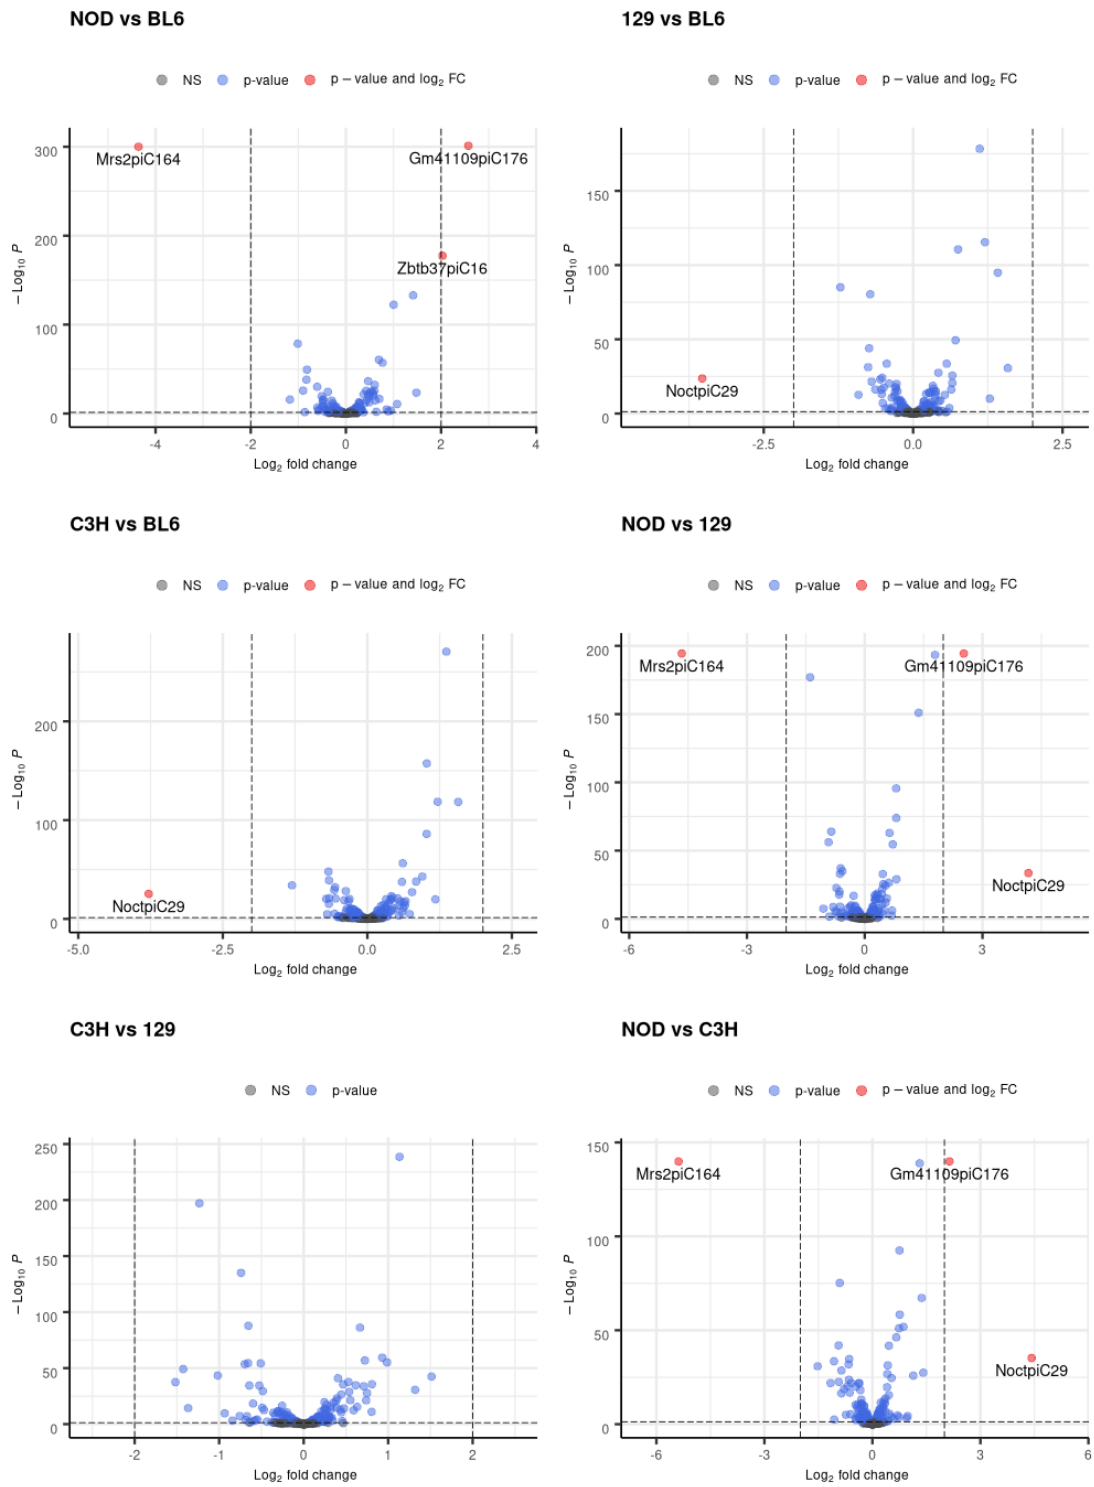 NOD vs BL6
NS p-value p – value and log₂ FC
300
200
100
0
– Log₁₀ P
Mrs2piC164
Gm41109piC176
Zbtb37piC16
-4 -2 0 2 4
Log₂ fold change
129 vs BL6
NS p-value p – value and log₂ FC
150
100
50
0
– Log₁₀ P
NoctpiC29
-2.5 0.0 2.5
Log₂ fold change
C3H vs BL6
NS p-value p – value and log₂ FC
200
100
0
– Log₁₀ P
NoctpiC29
-5.0 -2.5 0.0 2.5
Log₂ fold change
NOD vs 129
NS p-value p – value and log₂ FC
200
150
100
50
0
– Log₁₀ P
Mrs2piC164
Gm41109piC176
NoctpiC29
-6 -3 0 3
Log₂ fold change
C3H vs 129
NS p-value
250
200
150
100
50
0
– Log₁₀ P
-2 -1 0 1 2
Log₂ fold change
NOD vs C3H
NS p-value p – value and log₂ FC
150
100
50
0
– Log₁₀ P
Mrs2piC164
Gm41109piC176
NoctpiC29
-6 -3 0 3 6
Log₂ fold change